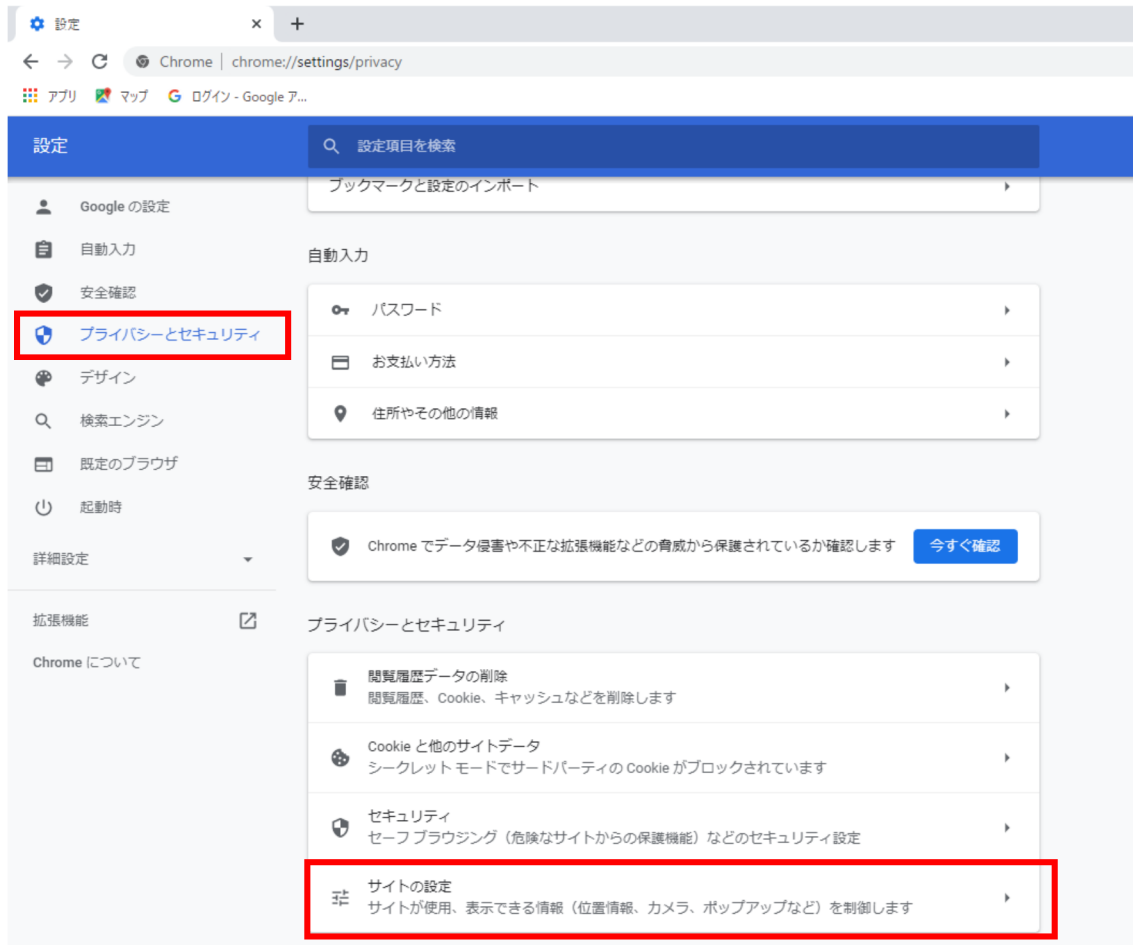 設定
Chrome | chrome://settings/privacy
アプリ マップ ログイン - Google ア...
設定
設定項目を検索
ブックマークと設定のインポート
Google の設定
自動入力
安全確認
プライバシーとセキュリティ
デザイン
検索エンジン
既定のブラウザ
起動時
詳細設定
拡張機能
Chrome について
自動入力
パスワード
お支払い方法
住所やその他の情報
安全確認
Chrome でデータ侵害や不正な拡張機能などの脅威から保護されているか確認します
今すぐ確認
プライバシーとセキュリティ
閲覧履歴データの削除
閲覧履歴、Cookie、キャッシュなどを削除します
Cookie と他のサイトデータ
シークレット モードでサードパーティの Cookie がブロックされています
セキュリティ
セーフ ブラウジング（危険なサイトからの保護機能）などのセキュリティ設定
サイトの設定
サイトが使用、表示できる情報（位置情報、カメラ、ポップアップなど）を制御します